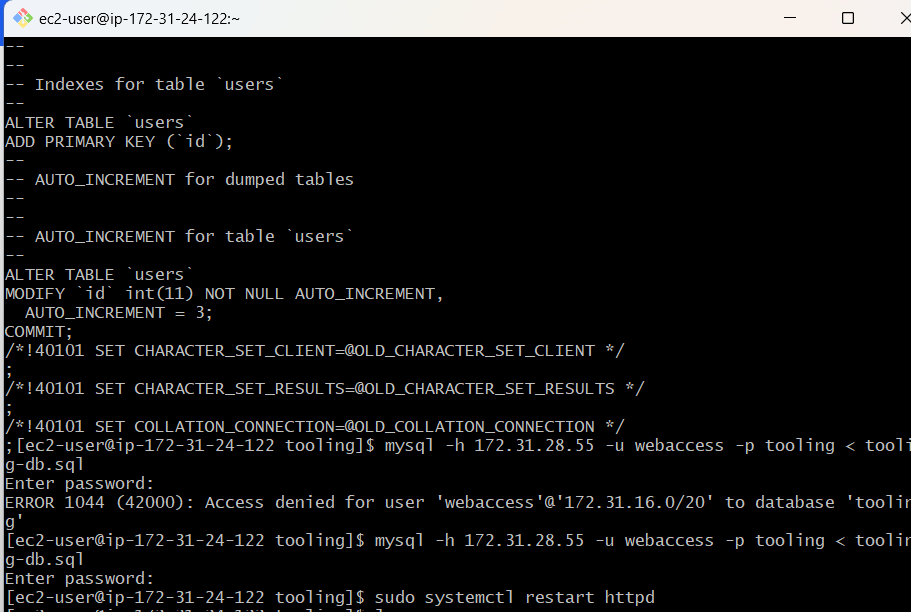 ec2-user@ip-172-31-24-122:~
--
--
-- Indexes for table `users`
--
ALTER TABLE `users`
ADD PRIMARY KEY (`id`);
--
-- AUTO_INCREMENT for dumped tables
--
--
-- AUTO_INCREMENT for table `users`
--
ALTER TABLE `users`
MODIFY `id` int(11) NOT NULL AUTO_INCREMENT,
  AUTO_INCREMENT = 3;
COMMIT;
/*!40101 SET CHARACTER_SET_CLIENT=@OLD_CHARACTER_SET_CLIENT */
;
/*!40101 SET CHARACTER_SET_RESULTS=@OLD_CHARACTER_SET_RESULTS */
;
/*!40101 SET COLLATION_CONNECTION=@OLD_COLLATION_CONNECTION */
;[ec2-user@ip-172-31-24-122 tooling]$ mysql -h 172.31.28.55 -u webaccess -p tooling < tooli
g-db.sql
Enter password:
ERROR 1044 (42000): Access denied for user 'webaccess'@'172.31.16.0/20' to database 'toolin
g'
[ec2-user@ip-172-31-24-122 tooling]$ mysql -h 172.31.28.55 -u webaccess -p tooling < toolin
g-db.sql
Enter password:
[ec2-user@ip-172-31-24-122 tooling]$ sudo systemctl restart httpd